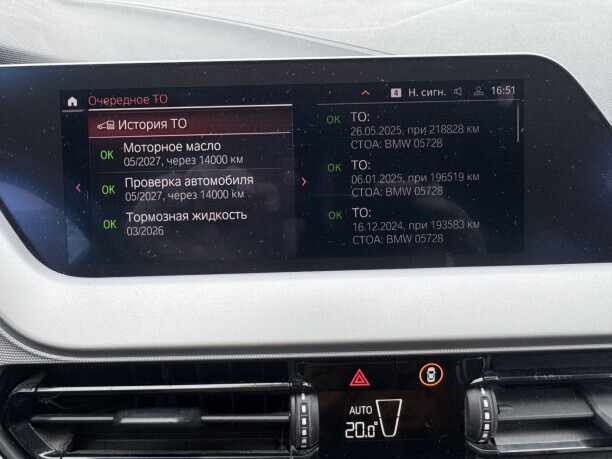 Очередное ТО
4 Н. сигн. 16:51
История ТО
OK Моторное масло
05/2027, через 14000 км
OK Проверка автомобиля
05/2027, через 14000 км
OK Тормозная жидкость
03/2026
OK ТО:
26.05.2025, при 218828 км
СТОА: BMW 05728
OK ТО:
06.01.2025, при 196519 км
СТОА: BMW 05728
OK ТО:
16.12.2024, при 193583 км
СТОА: BMW 05728
AUTO
20.0°